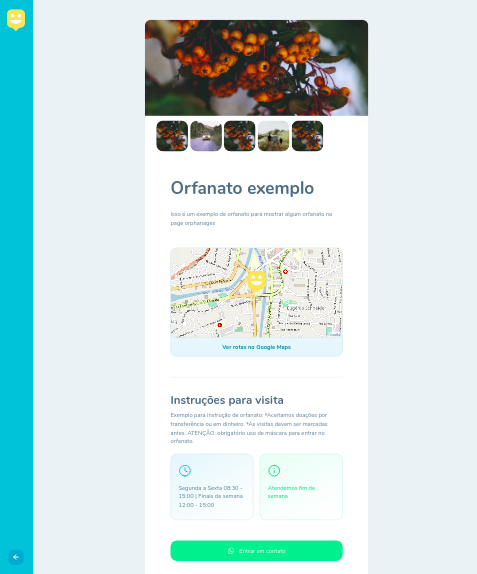 Orfanato exemplo
Isso é um exemplo de orfanato para mostrar algum orfanato na
page orphanages
Ver rotas no Google Maps
Instruções para visita
Exemplo para instrução de orfanato: *Aceitamos doações por
transferência ou em dinheiro. *As visitas devem ser marcadas
antes. ATENÇÃO: obrigatório uso de máscara para entrar no
orfanato.
Segunda a Sexta 08:30 -
15:00 | Finais de semana
12:00 - 15:00
Atendemos fim de
semana
Entrar em contato